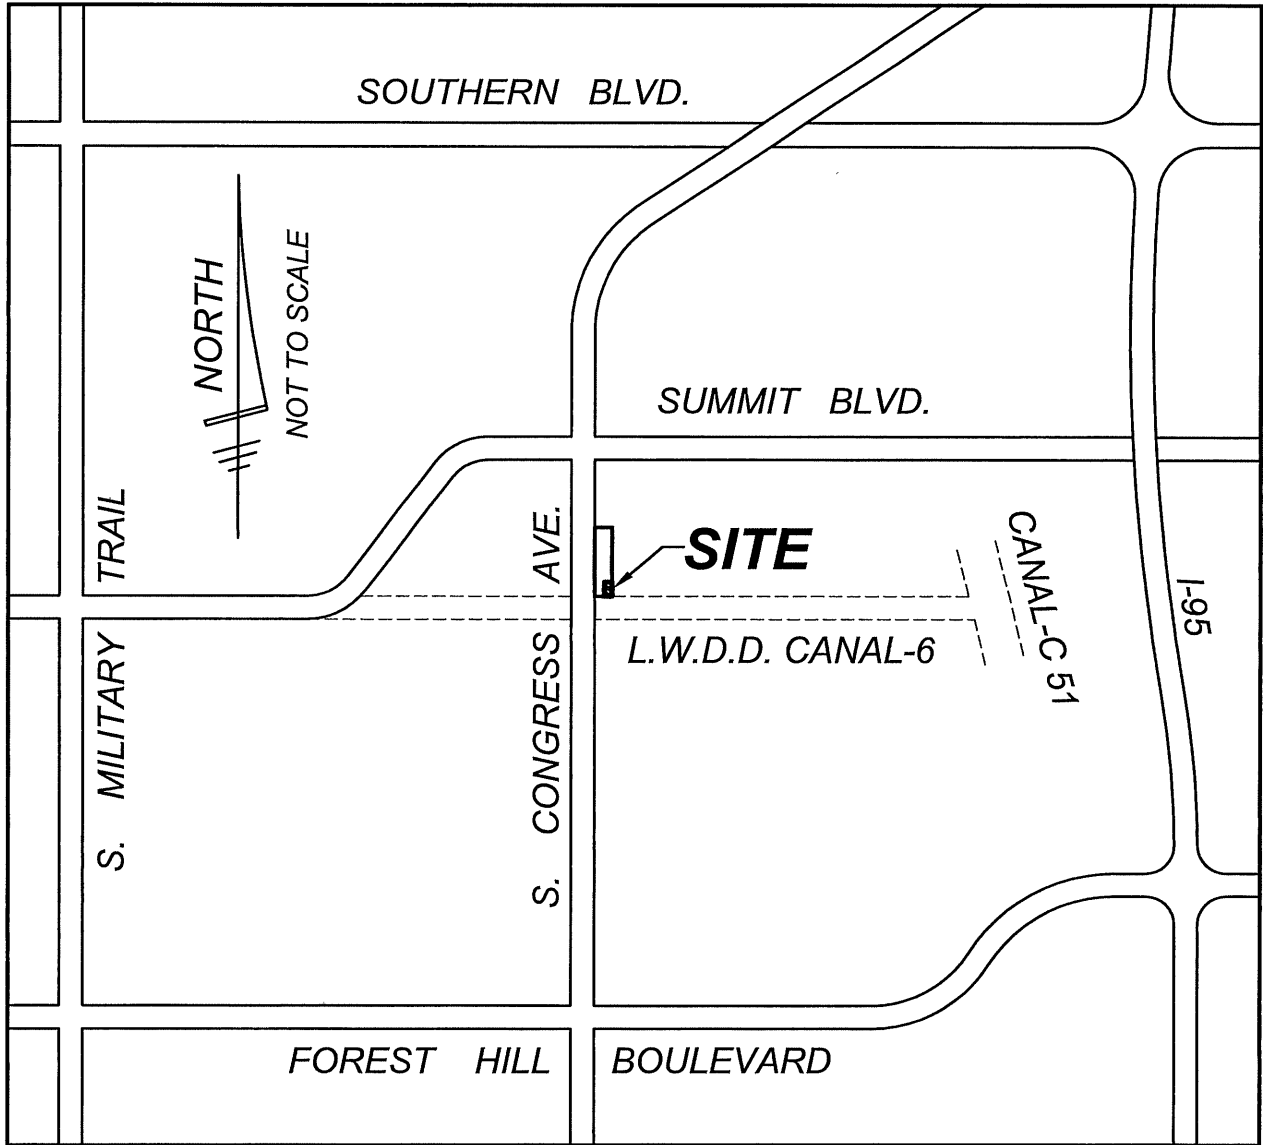 SOUTHERN BLVD.
NORTH
NOT TO SCALE
SUMMIT BLVD.
S. MILITARY TRAIL
S. CONGRESS AVE.
SITE
CANAL-C 51
I-95
L.W.D.D. CANAL-6
FOREST HILL BOULEVARD